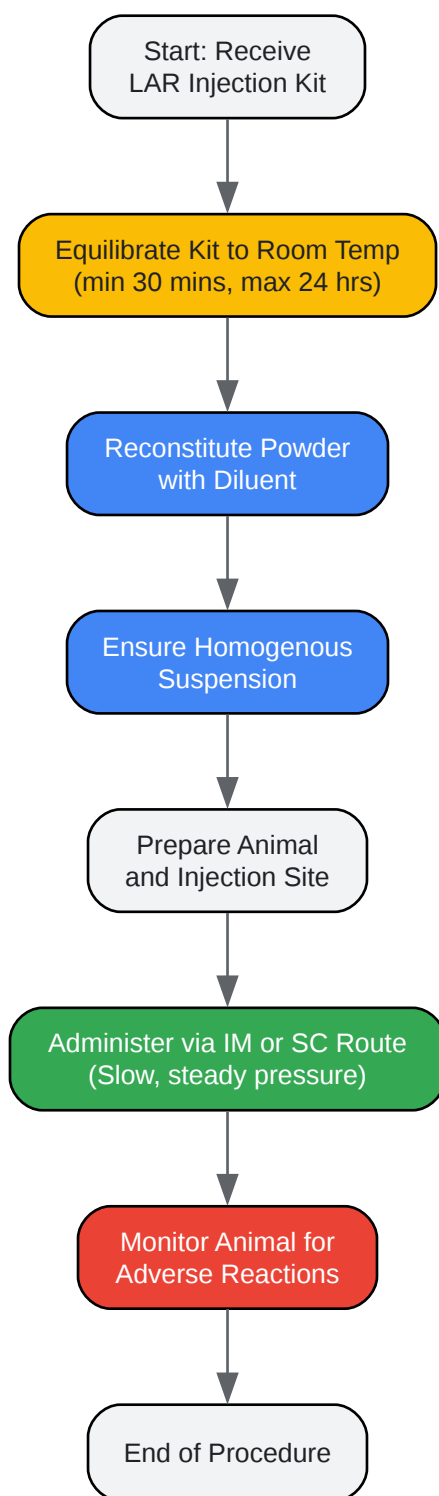 Start: Receive
LAR Injection Kit
Equilibrate Kit to Room Temp
(min 30 mins, max 24 hrs)
Reconstitute Powder
with Diluent
Ensure Homogenous
Suspension
Prepare Animal
and Injection Site
Administer via IM or SC Route
(Slow, steady pressure)
Monitor Animal for
Adverse Reactions
End of Procedure